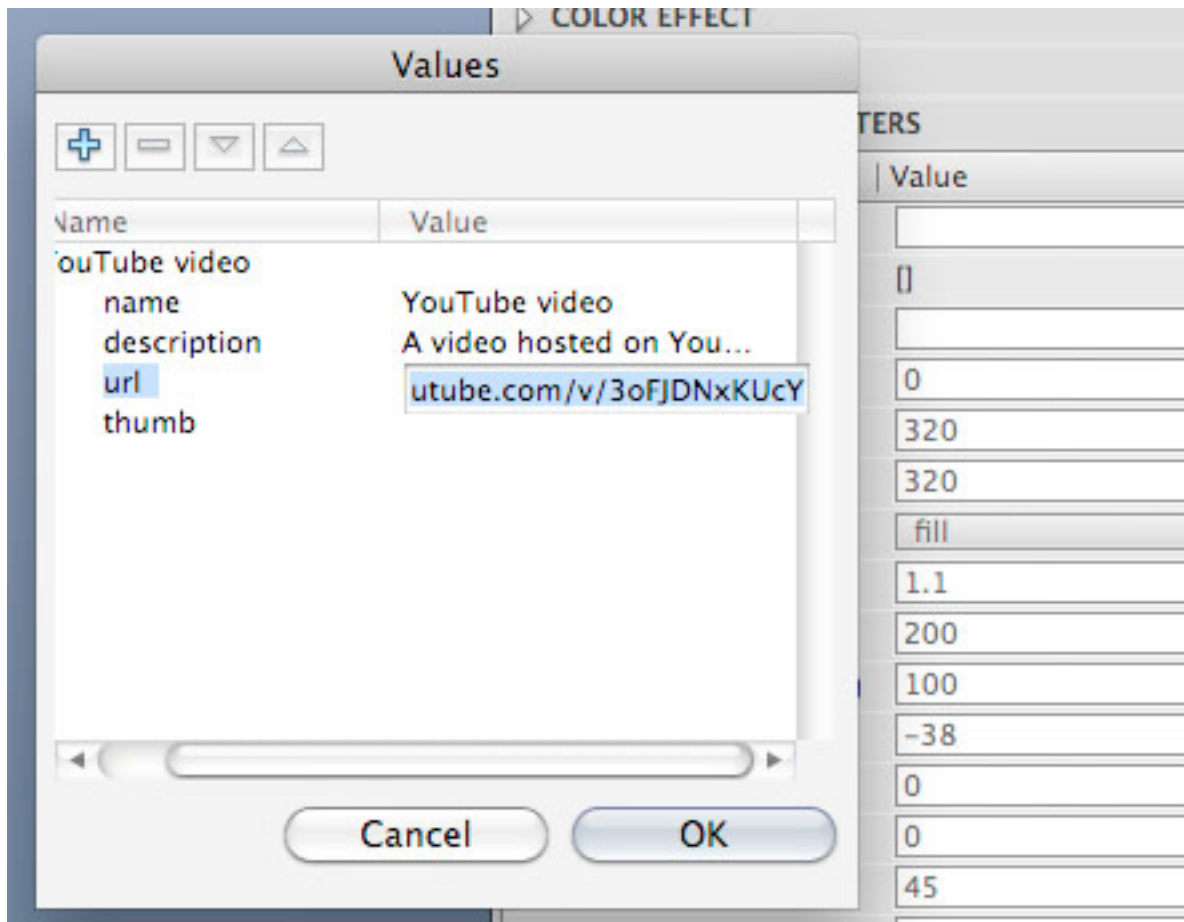 COLOR EFFECT
Values
TERS
Value
Name Value
YouTube video
[]
name YouTube video
description A video hosted on You...
0
url utube.com/v/3oFJDNxKUcY
thumb
320
320
fill
1.1
200
100
-38
0
Cancel OK
0
45